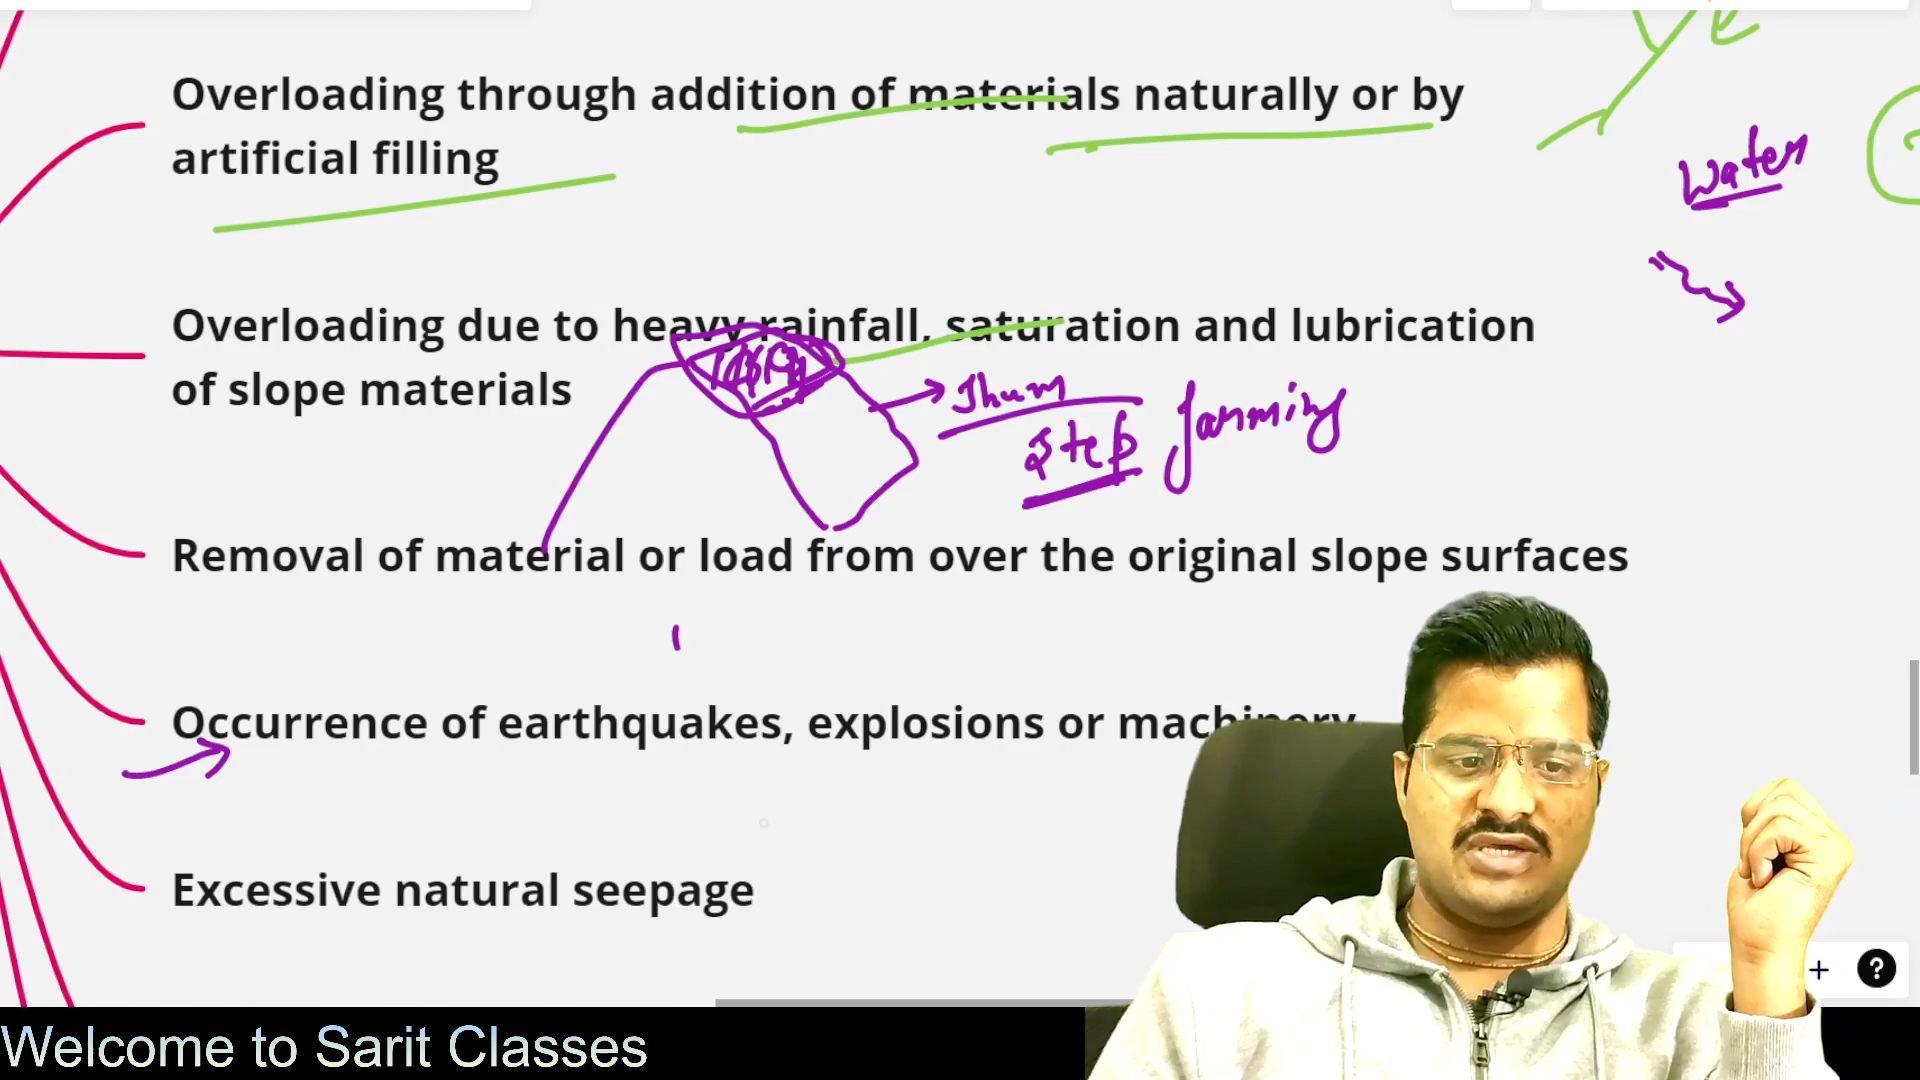 Overloading through addition of materials naturally or by
artificial filling
Water
Overloading due to heavy rainfall, saturation and lubrication
of slope materials
Jhum
Step farming
Removal of material or load from over the original slope surfaces
Occurrence of earthquakes, explosions or machinery
Excessive natural seepage
+ ?
Welcome to Sarit Classes